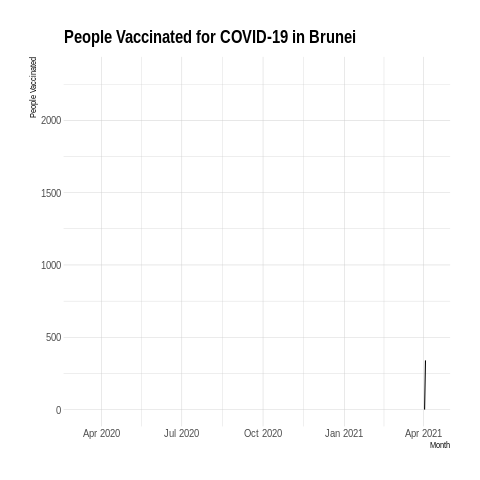 People Vaccinated for COVID-19 in Brunei
People Vaccinated
2000
1500
1000
500
0
Apr 2020
Jul 2020
Oct 2020
Jan 2021
Apr 2021
Month